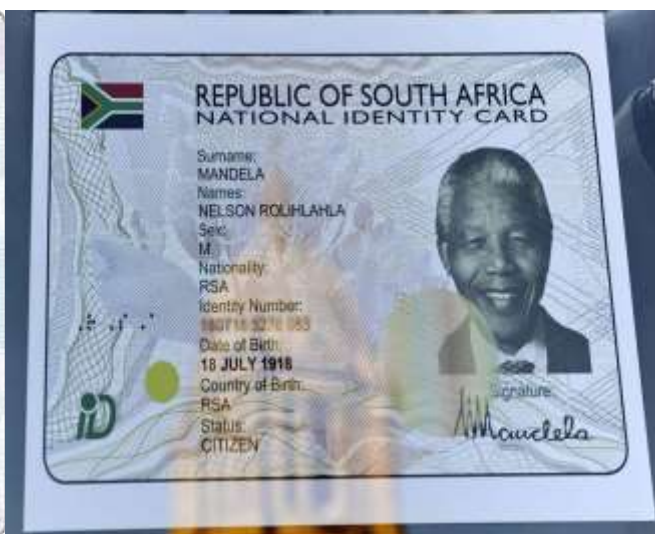 REPUBLIC OF SOUTH AFRICA
NATIONAL IDENTITY CARD
Surname:
MANDELA
Names:
NELSON ROLIHLAHLA
Sex:
M
Nationality:
RSA
Identity Number:
Date of Birth:
18 JULY 1918
Country of Birth:
RSA
Status:
CITIZEN
Signature
Mandela
iD